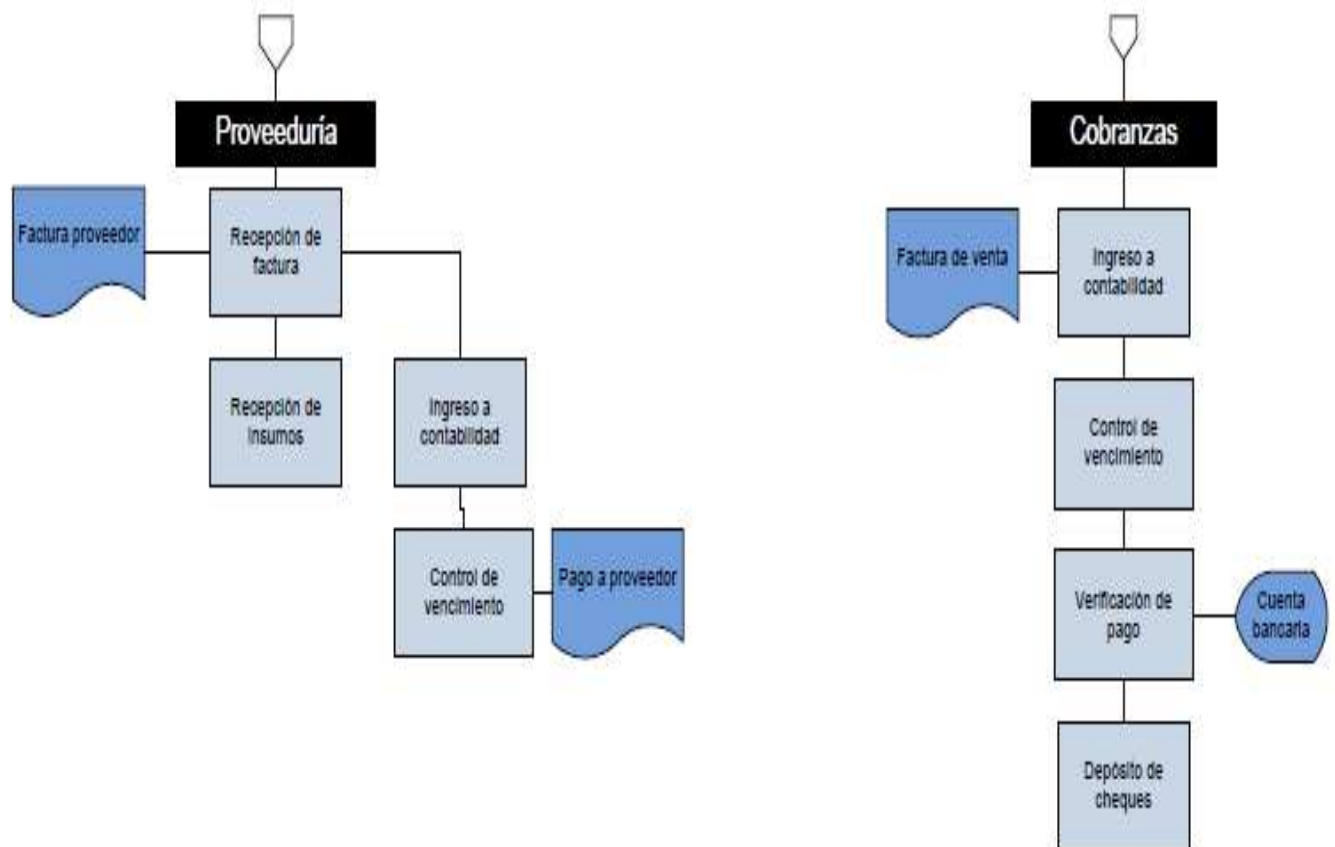 Proveeduría
Factura proveedor
Recepción de
factura
Recepción de
insumos
Ingreso a
contabilidad
Control de
vencimiento
Pago a proveedor
Cobranzas
Factura de venta
Ingreso a
contabilidad
Control de
vencimiento
Verificación de
pago
Cuenta
bancaria
Depósito de
cheques